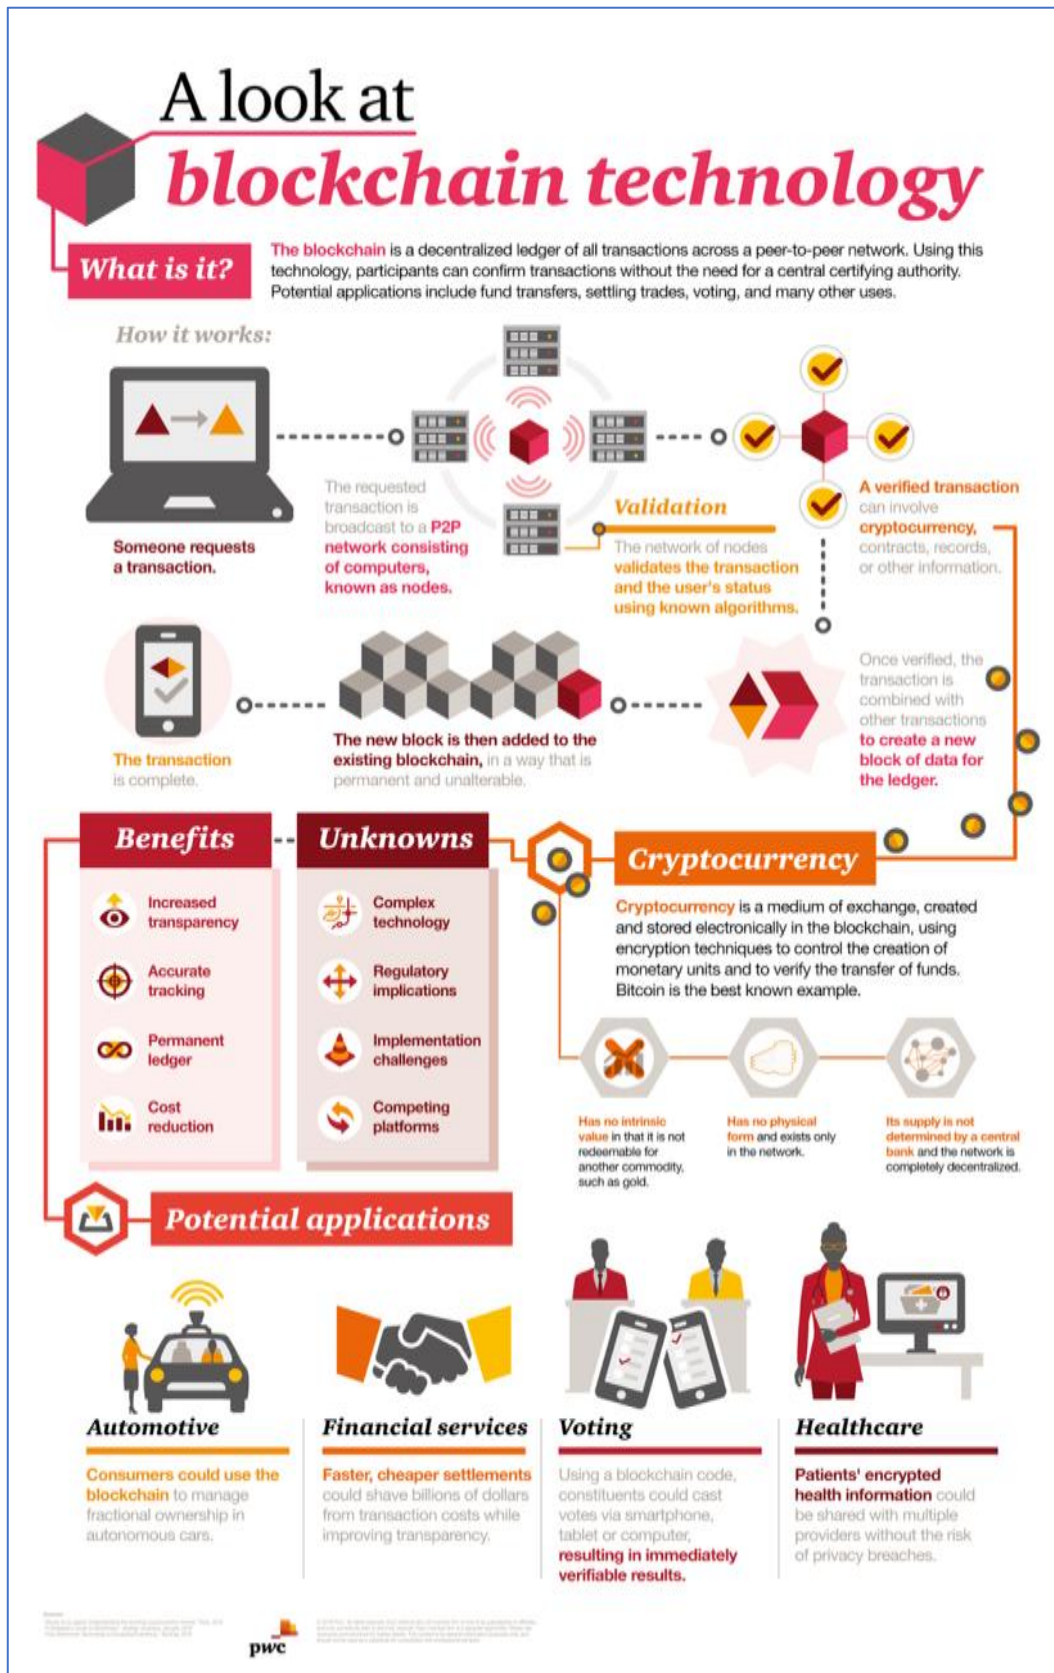 A look at
blockchain technology
What is it?
The blockchain is a decentralized ledger of all transactions across a peer-to-peer network. Using this
technology, participants can confirm transactions without the need for a central certifying authority.
Potential applications include fund transfers, settling trades, voting, and many other uses.
How it works:
Someone requests
a transaction.
The requested
transaction is
broadcast to a P2P
network consisting
of computers,
known as nodes.
Validation
The network of nodes
validates the transaction
and the user's status
using known algorithms.
A verified transaction
can involve
cryptocurrency,
contracts, records,
or other information.
Once verified, the
transaction is
combined with
other transactions
to create a new
block of data for
the ledger.
The new block is then added to the
existing blockchain, in a way that is
permanent and unalterable.
The transaction
is complete.
Benefits
Increased
transparency
Accurate
tracking
Permanent
ledger
Cost
reduction
Unknowns
Complex
technology
Regulatory
implications
Implementation
challenges
Competing
platforms
Cryptocurrency
Cryptocurrency is a medium of exchange, created
and stored electronically in the blockchain, using
encryption techniques to control the creation of
monetary units and to verify the transfer of funds.
Bitcoin is the best known example.
Has no intrinsic
value in that it is not
redeemable for
another commodity,
such as gold.
Has no physical
form and exists only
in the network.
Its supply is not
determined by a central
bank and the network is
completely decentralized.
Potential applications
Automotive
Consumers could use the
blockchain to manage
fractional ownership in
autonomous cars.
Financial services
Faster, cheaper settlements
could shave billions of dollars
from transaction costs while
improving transparency.
Voting
Using a blockchain code,
constituents could cast
votes via smartphone,
tablet or computer,
resulting in immediately
verifiable results.
Healthcare
Patients' encrypted
health information could
be shared with multiple
providers without the risk
of privacy breaches.
pwc